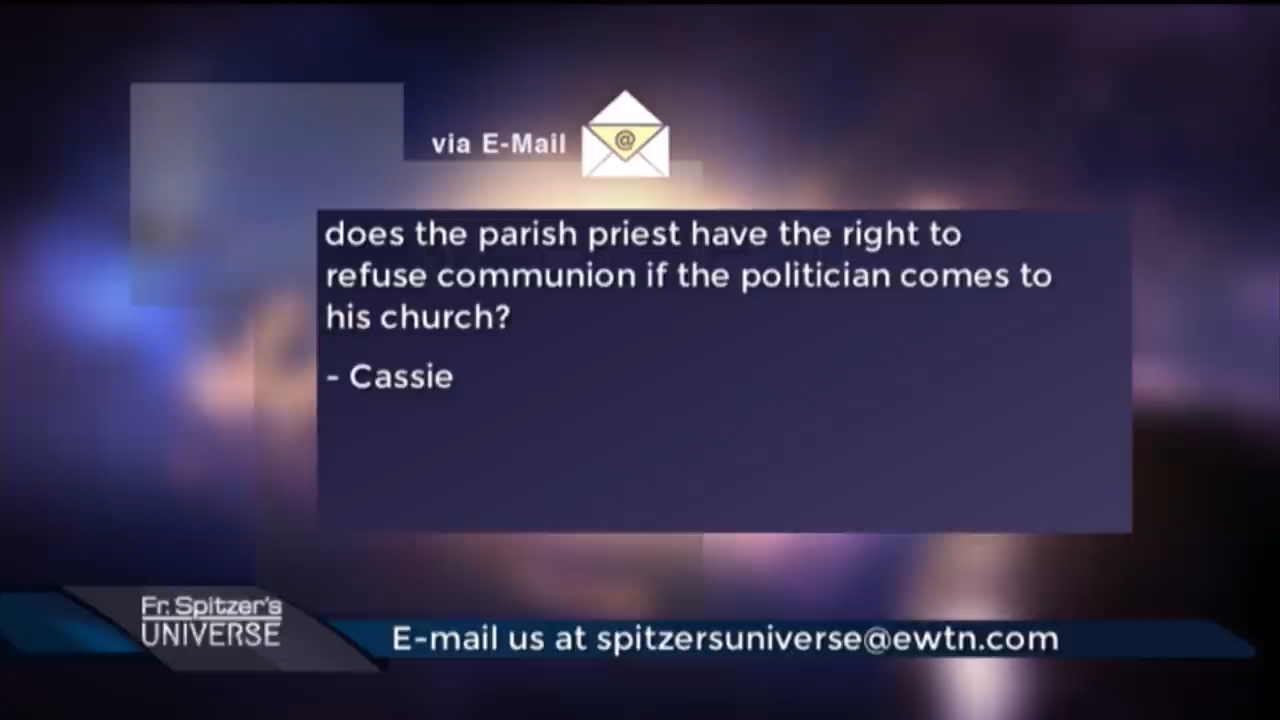 via E-Mail
@
does the parish priest have the right to
refuse communion if the politician comes to
his church?
- Cassie
Fr. Spitzer's
UNIVERSE
E-mail us at spitzersuniverse@ewtn.com